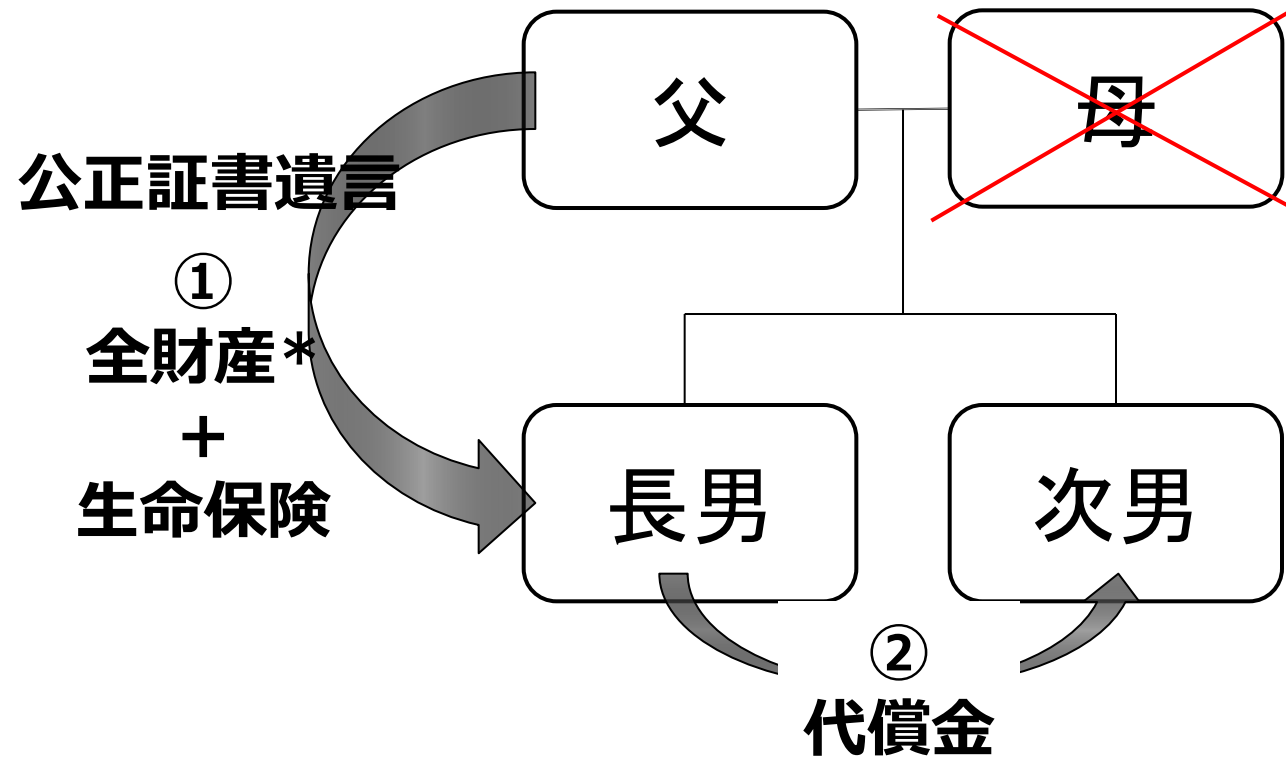 父
母
公正証書遺言
①
全財産*
+
生命保険
長男
次男
②
代償金